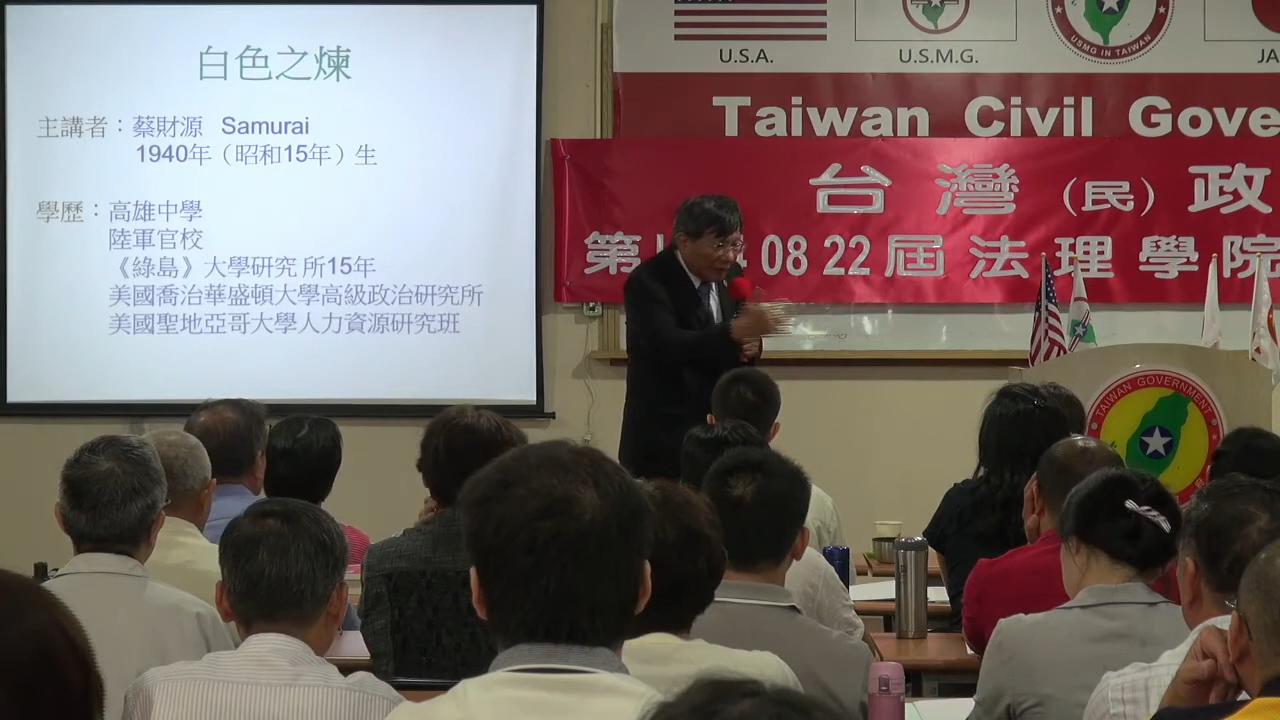 白色之煉
主講者：蔡財源 Samurai
1940年（昭和15年）生
學歷：高雄中學
陸軍官校
《綠島》大學研究 所15年
美國喬治華盛頓大學高級政治研究所
美國聖地亞哥大學人力資源研究班
U.S.A.
U.S.M.G.
USMG IN TAIWAN
JA
Taiwan Civil Gove
台灣（民）政
第 08 22 屆法理學院
TAIWAN GOVERNMENT